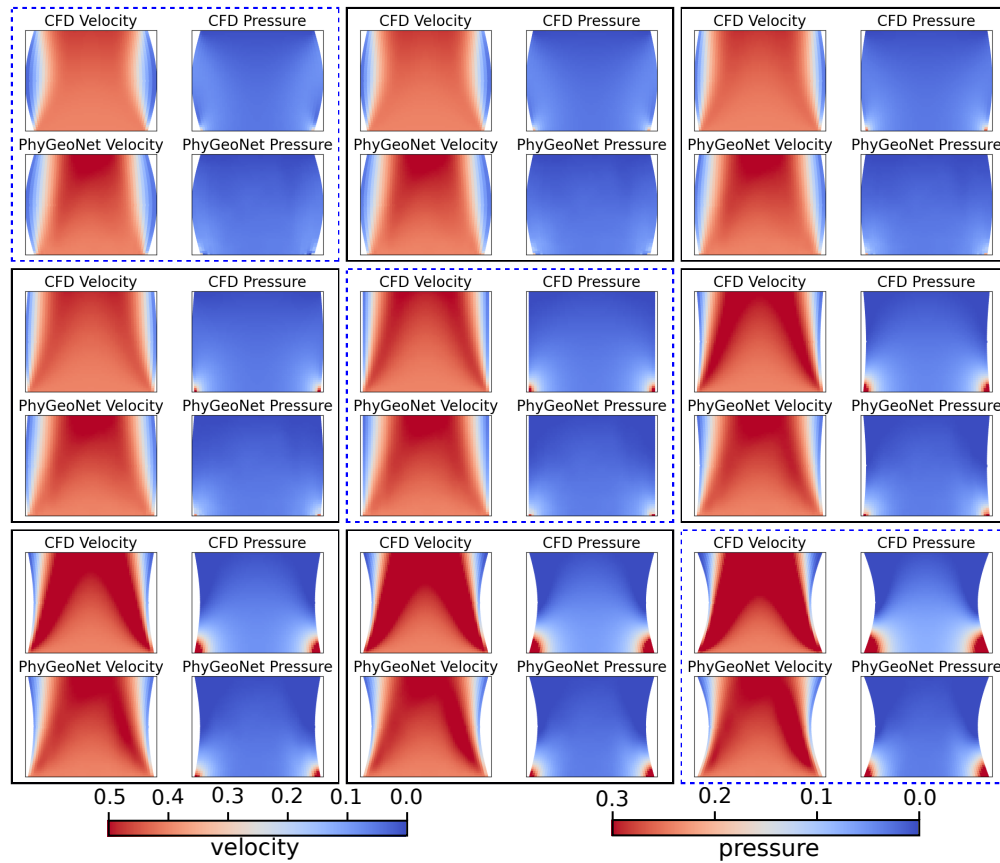 CFD Velocity CFD Pressure CFD Velocity CFD Pressure CFD Velocity CFD Pressure
PhyGeoNet Velocity PhyGeoNet Pressure PhyGeoNet Velocity PhyGeoNet Pressure PhyGeoNet Velocity PhyGeoNet Pressure
CFD Velocity CFD Pressure CFD Velocity CFD Pressure CFD Velocity CFD Pressure
PhyGeoNet Velocity PhyGeoNet Pressure PhyGeoNet Velocity PhyGeoNet Pressure PhyGeoNet Velocity PhyGeoNet Pressure
CFD Velocity CFD Pressure CFD Velocity CFD Pressure CFD Velocity CFD Pressure
PhyGeoNet Velocity PhyGeoNet Pressure PhyGeoNet Velocity PhyGeoNet Pressure PhyGeoNet Velocity PhyGeoNet Pressure
0.5 0.4 0.3 0.2 0.1 0.0 0.3 0.2 0.1 0.0
velocity pressure